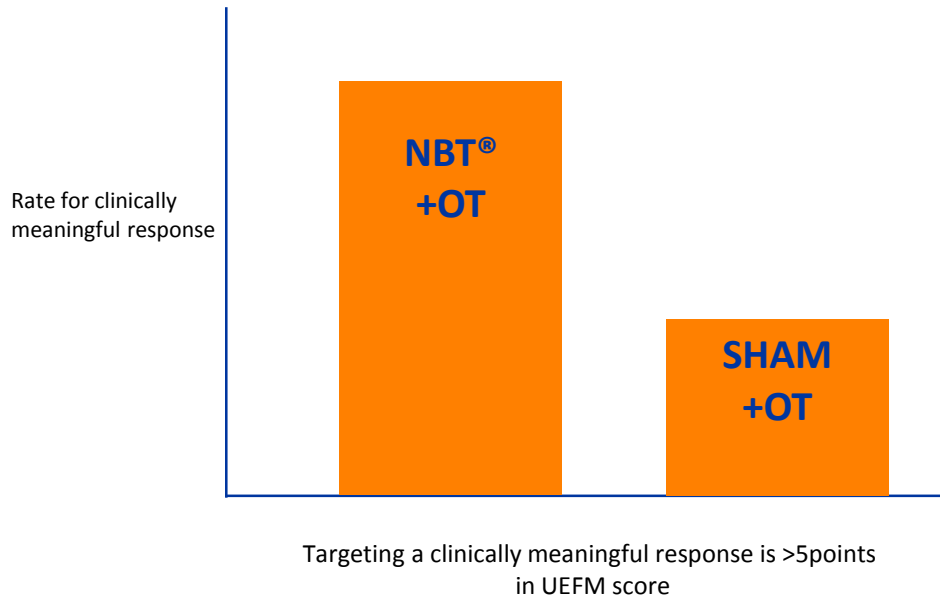 NBT®
+OT
Rate for clinically
meaningful response
SHAM
+OT
Targeting a clinically meaningful response is >5points
in UEFM score